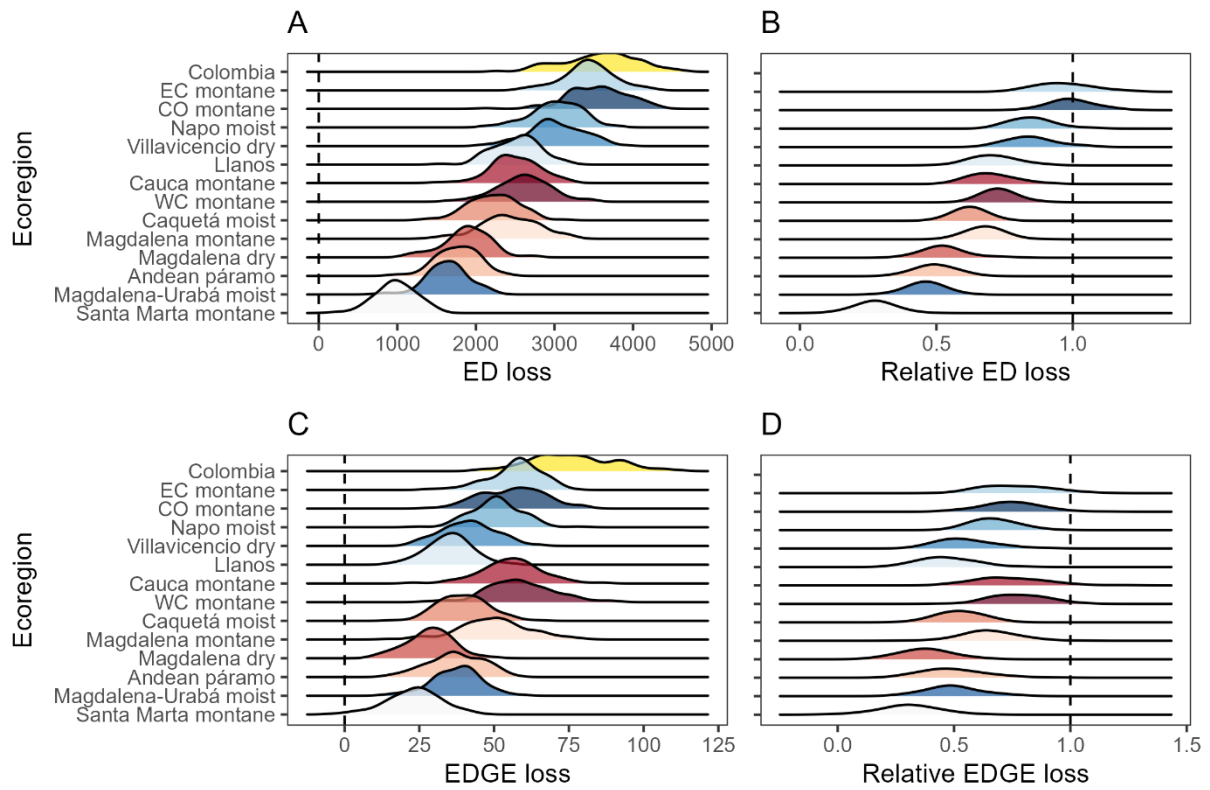 A
B
Ecoregion
Colombia
EC montane
CO montane
Napo moist
Villavicencio dry
Llanos
Cauca montane
WC montane
Caquetá moist
Magdalena montane
Magdalena dry
Andean páramo
Magdalena-Urabá moist
Santa Marta montane
0 1000 2000 3000 4000 5000
ED loss
0.0 0.5 1.0
Relative ED loss
C
D
Ecoregion
Colombia
EC montane
CO montane
Napo moist
Villavicencio dry
Llanos
Cauca montane
WC montane
Caquetá moist
Magdalena montane
Magdalena dry
Andean páramo
Magdalena-Urabá moist
Santa Marta montane
0 25 50 75 100 125
EDGE loss
0.0 0.5 1.0 1.5
Relative EDGE loss